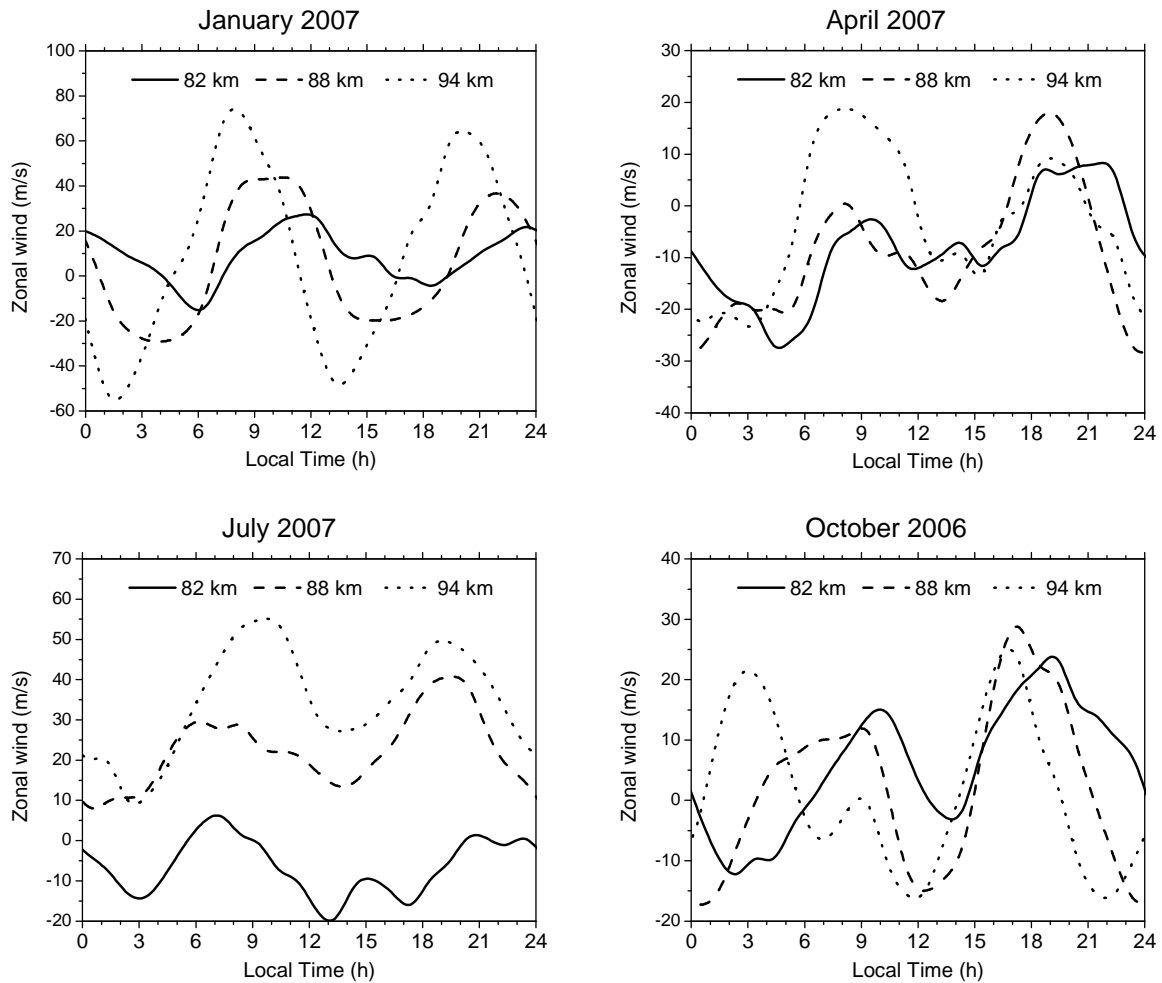 January 2007
100
80
60
40
20
0
-20
-40
-60
Zonal wind (m/s)
82 km 88 km 94 km
0 3 6 9 12 15 18 21 24
Local Time (h)
April 2007
30
20
10
0
-10
-20
-30
-40
Zonal wind (m/s)
82 km 88 km 94 km
0 3 6 9 12 15 18 21 24
Local Time (h)
July 2007
70
60
50
40
30
20
10
0
-10
-20
Zonal wind (m/s)
82 km 88 km 94 km
0 3 6 9 12 15 18 21 24
Local Time (h)
October 2006
40
30
20
10
0
-10
-20
Zonal wind (m/s)
82 km 88 km 94 km
0 3 6 9 12 15 18 21 24
Local Time (h)